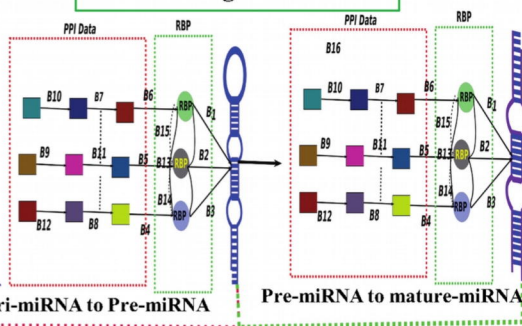 PPI Data
RBP
B10
B7
B6
RBP
B1
B15
B9
B11
B5
B13
RBP
B2
B14
B12
B8
B4
RBP
B3
ri-miRNA to Pre-miRNA
PPI Data
RBP
B16
B10
B7
B6
RBP
B1
B15
B9
B11
B5
B13
RBP
B2
B14
B12
B8
B4
RBP
B3
Pre-miRNA to mature-miRNA